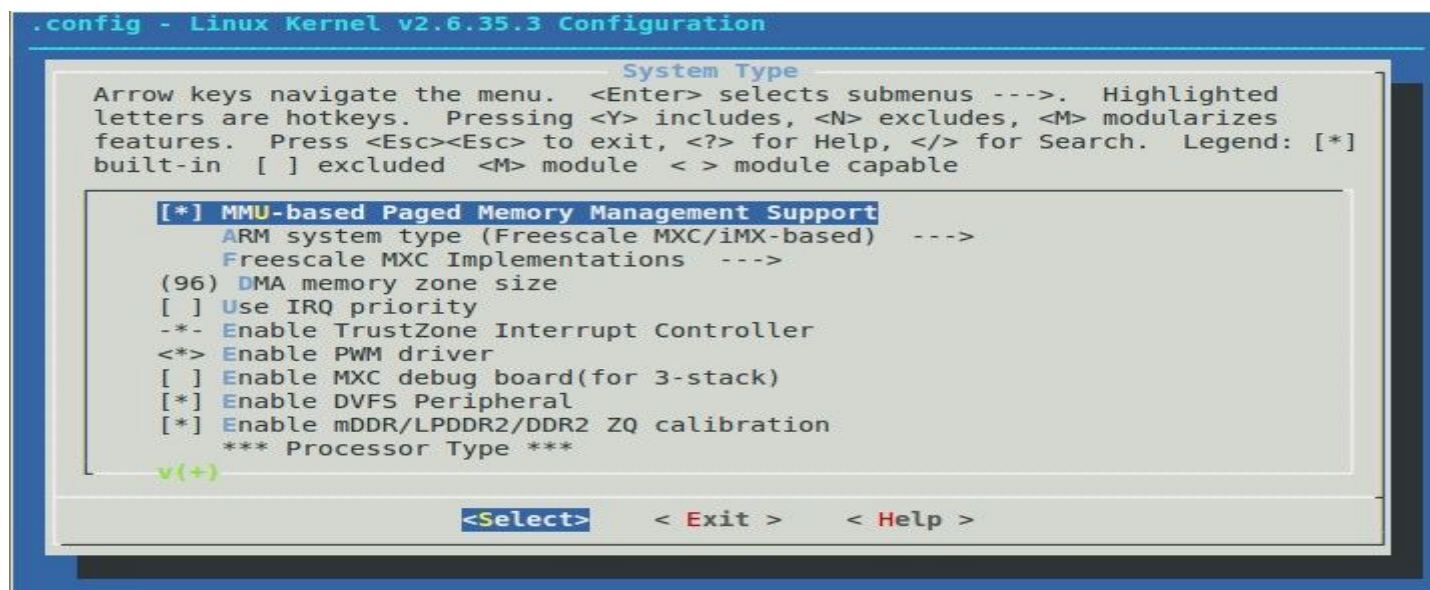 .config - Linux Kernel v2.6.35.3 Configuration
System Type
Arrow keys navigate the menu.  <Enter> selects submenus --->.  Highlighted
letters are hotkeys.  Pressing <Y> includes, <N> excludes, <M> modularizes
features.  Press <Esc><Esc> to exit, <?> for Help, </> for Search.  Legend: [*]
built-in  [ ] excluded  <M> module  < > module capable
[*] MMU-based Paged Memory Management Support
ARM system type (Freescale MXC/iMX-based)  --->
Freescale MXC Implementations  --->
(96) DMA memory zone size
[ ] Use IRQ priority
-*- Enable TrustZone Interrupt Controller
<*> Enable PWM driver
[ ] Enable MXC debug board(for 3-stack)
[*] Enable DVFS Peripheral
[*] Enable mDDR/LPDDR2/DDR2 ZQ calibration
*** Processor Type ***
v(+)
<Select>    < Exit >    < Help >